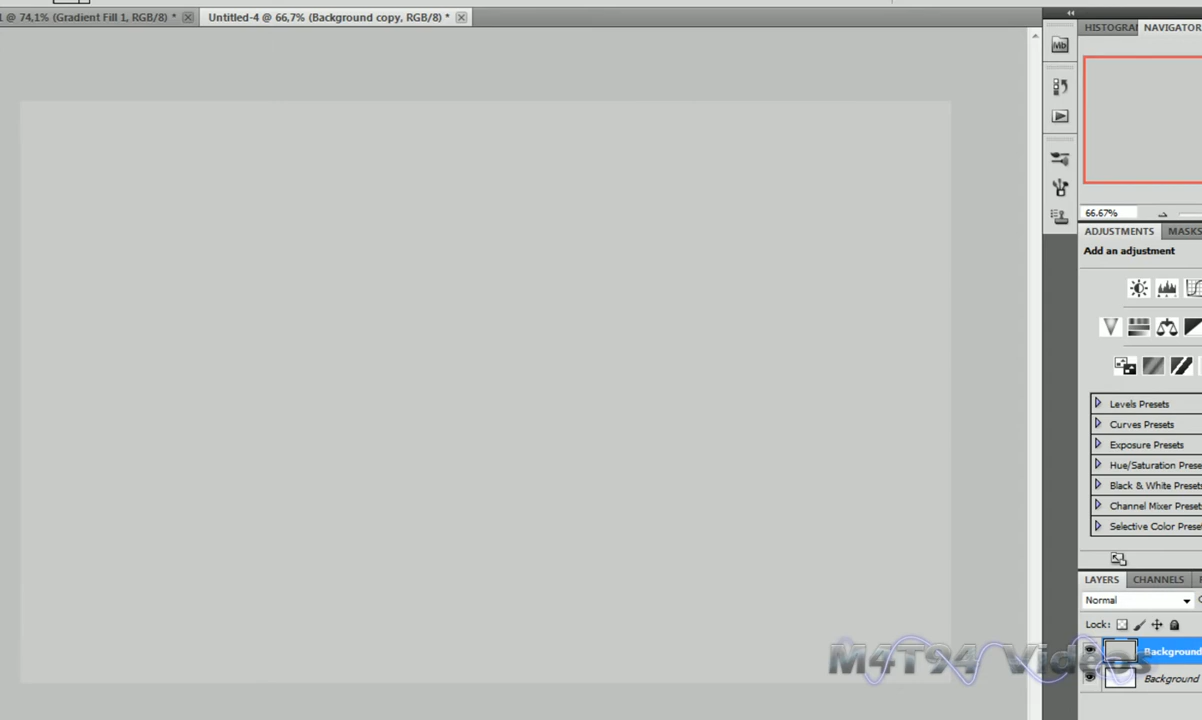 @ 74,1% (Gradient Fill 1, RGB/8) *
Untitled-4 @ 66,7% (Background copy, RGB/8) *
HISTOGRA
NAVIGATOR
Mb
66.67%
ADJUSTMENTS
MASKS
Add an adjustment
Levels Presets
Curves Presets
Exposure Presets
Hue/Saturation Prese
Black & White Presets
Channel Mixer Preset
Selective Color Prese
LAYERS
CHANNELS
Normal
Lock:
Background
Background
M4T94 Videos